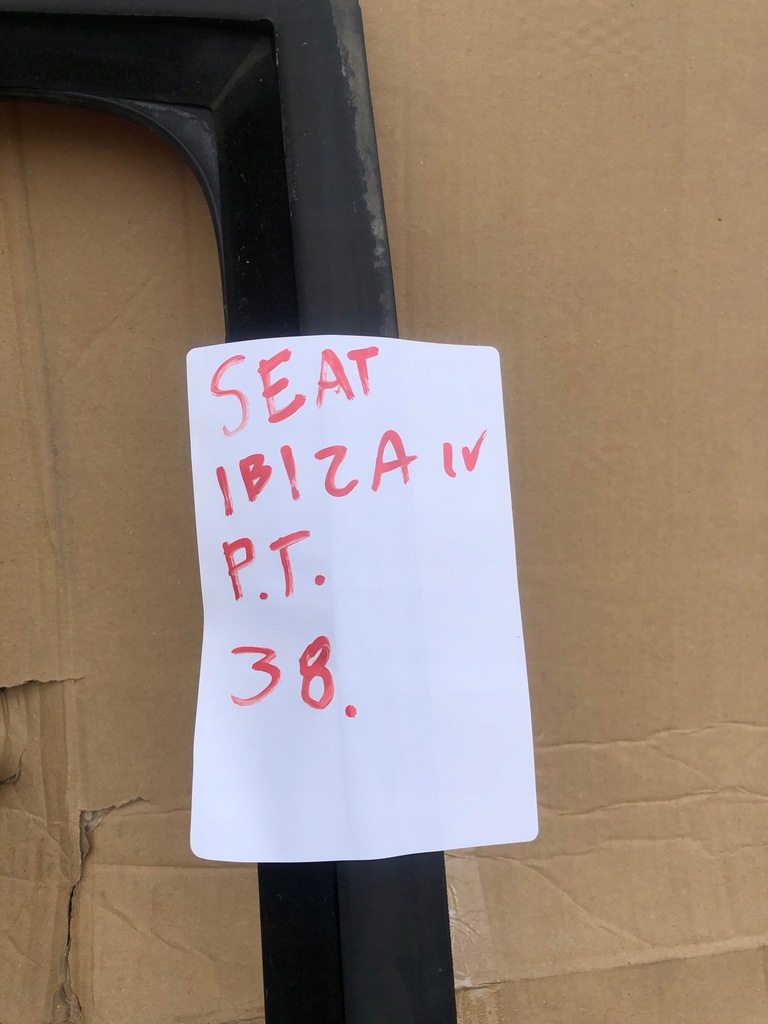 SEAT
IBIZA IV
P.T.
38.